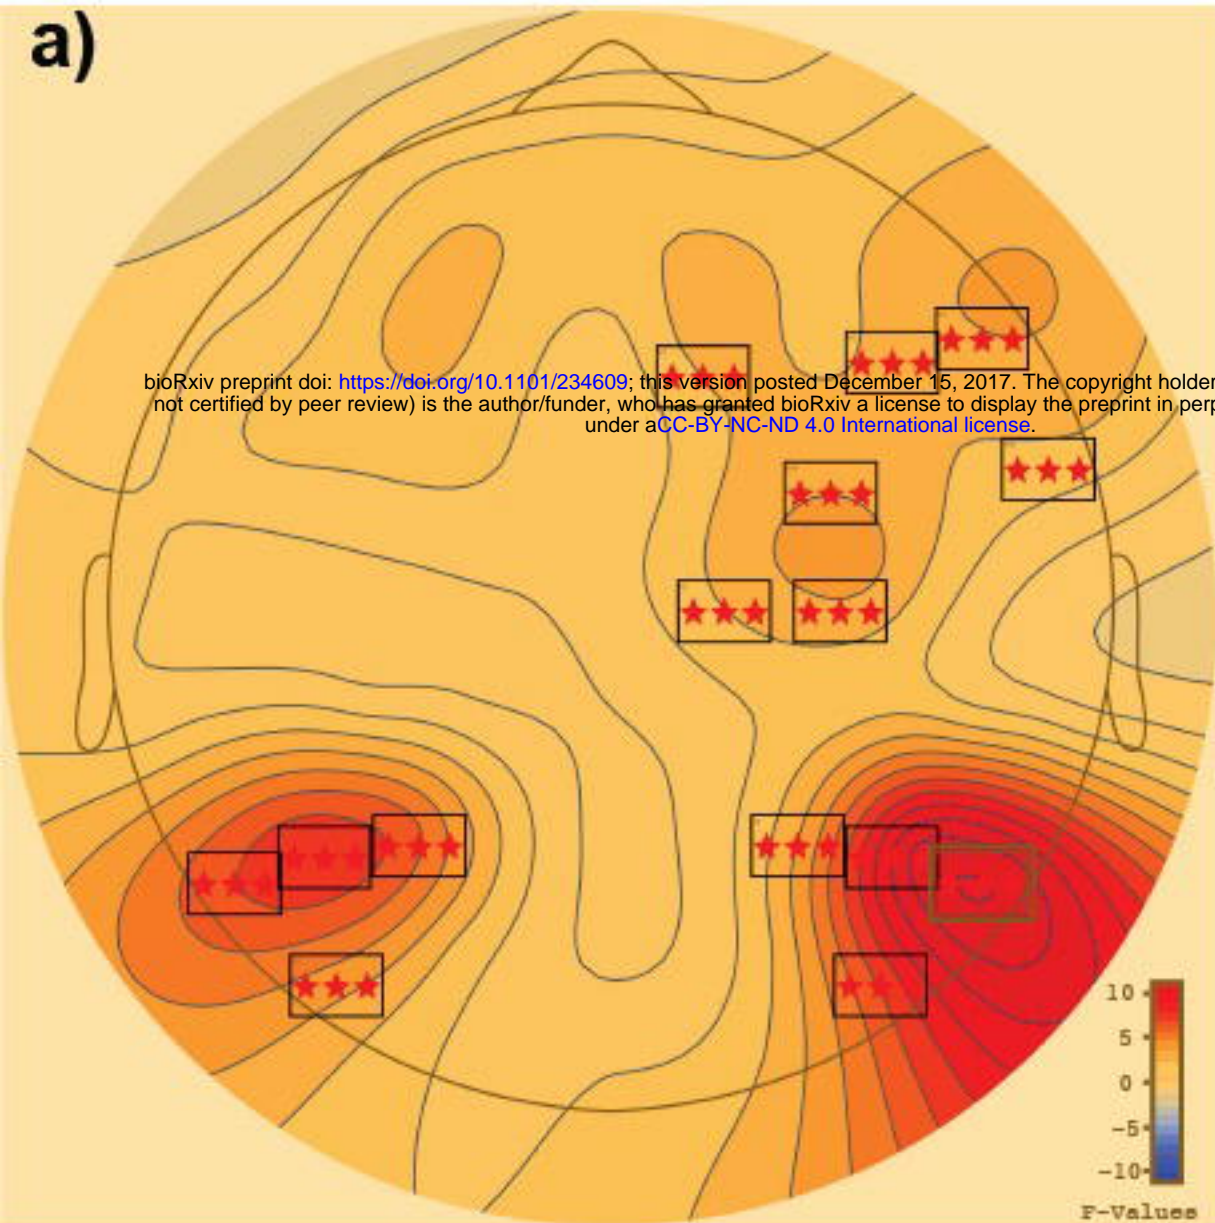 a)
bioRxiv preprint doi: https://doi.org/10.1101/234609; this version posted December 15, 2017. The copyright holder
not certified by peer review) is the author/funder, who has granted bioRxiv a license to display the preprint in perp
under aCC-BY-NC-ND 4.0 International license.
10
5
0
-5
-10
F-Values